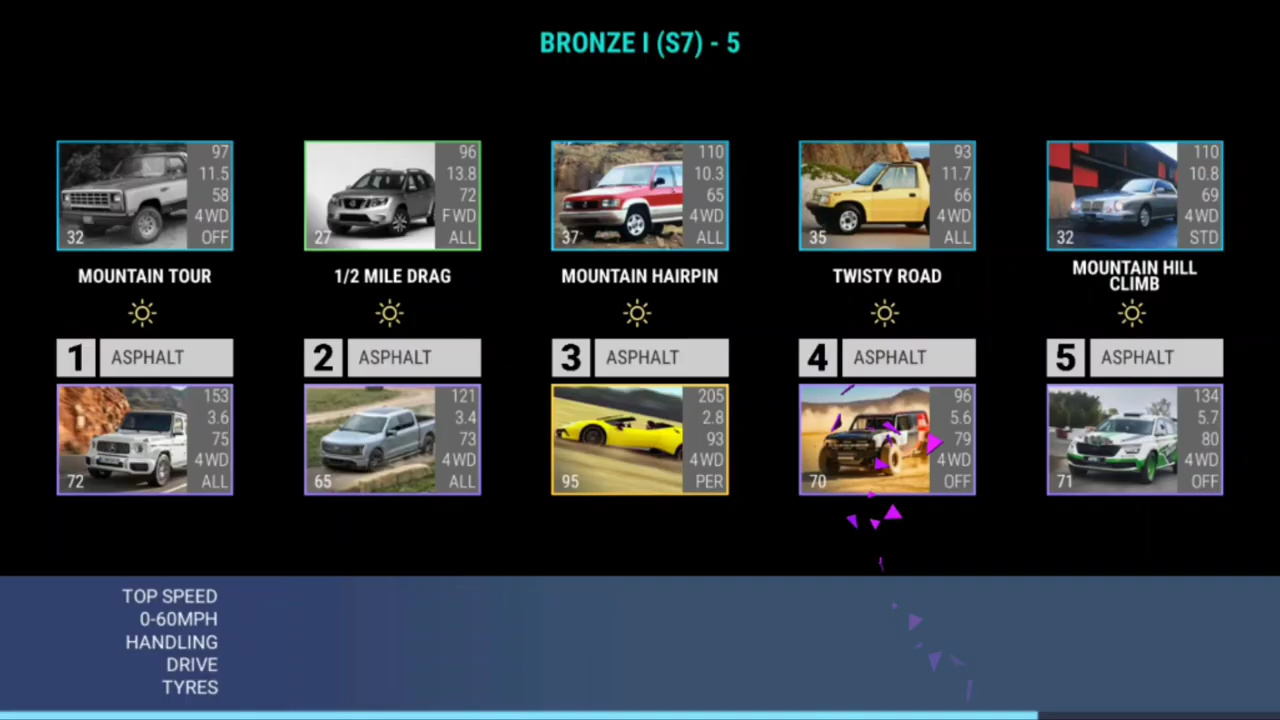 BRONZE I (S7) - 5
97
11.5
58
4WD
OFF
32
96
13.8
72
FWD
ALL
27
110
10.3
65
4WD
ALL
37
93
11.7
66
4WD
ALL
35
110
10.8
69
4WD
STD
32
MOUNTAIN TOUR
1/2 MILE DRAG
MOUNTAIN HAIRPIN
TWISTY ROAD
MOUNTAIN HILL
CLIMB
1 ASPHALT
2 ASPHALT
3 ASPHALT
4 ASPHALT
5 ASPHALT
153
3.6
75
4WD
ALL
72
121
3.4
73
4WD
ALL
65
205
2.8
93
4WD
PER
95
96
5.6
79
4WD
OFF
70
134
5.7
80
4WD
OFF
71
TOP SPEED
0-60MPH
HANDLING
DRIVE
TYRES